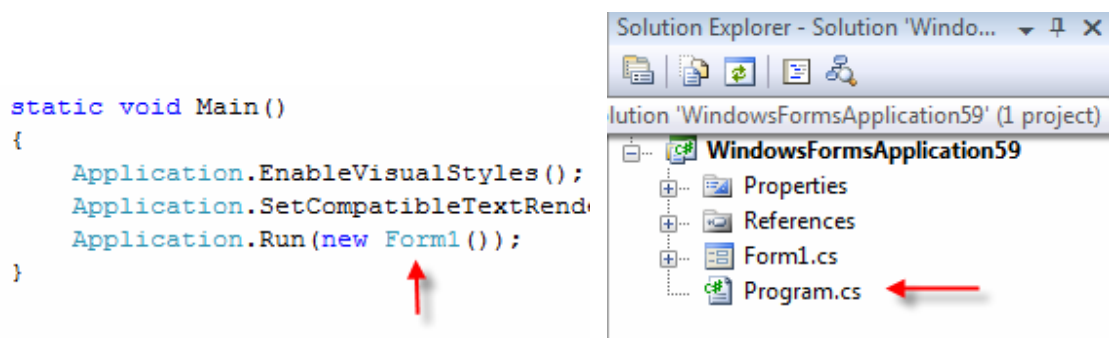 static void Main()
{
Application.EnableVisualStyles();
Application.SetCompatibleTextRend
Application.Run(new Form1());
}
Solution Explorer - Solution 'Windo...
lution 'WindowsFormsApplication59' (1 project)
WindowsFormsApplication59
Properties
References
Form1.cs
Program.cs